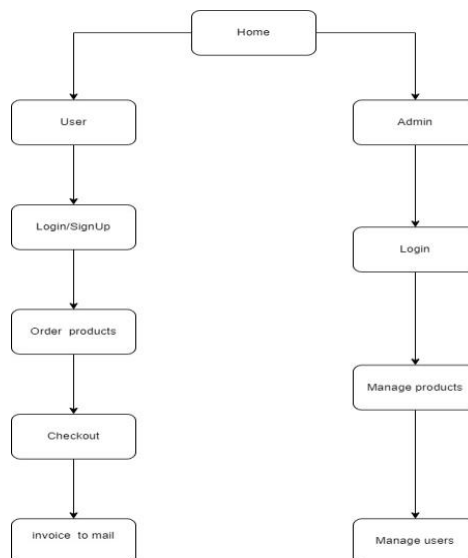 Home
User
Admin
Login/SignUp
Login
Order products
Manage products
Checkout
invoice to mail
Manage users